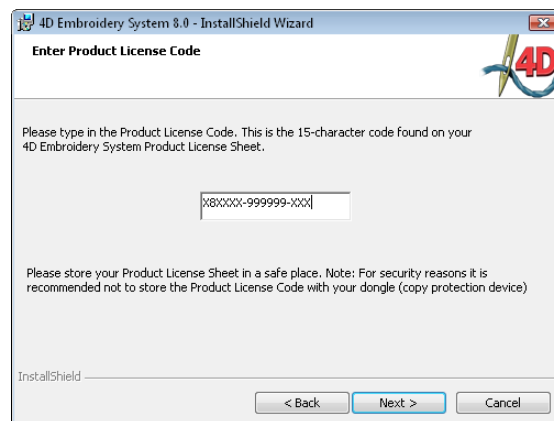 4D Embroidery System 8.0 - InstallShield Wizard
Enter Product License Code
4D
Please type in the Product License Code. This is the 15-character code found on your
4D Embroidery System Product License Sheet.
X8XXXX-999999-XXX
Please store your Product License Sheet in a safe place. Note: For security reasons it is
recommended not to store the Product License Code with your dongle (copy protection device)
InstallShield
< Back
Next >
Cancel